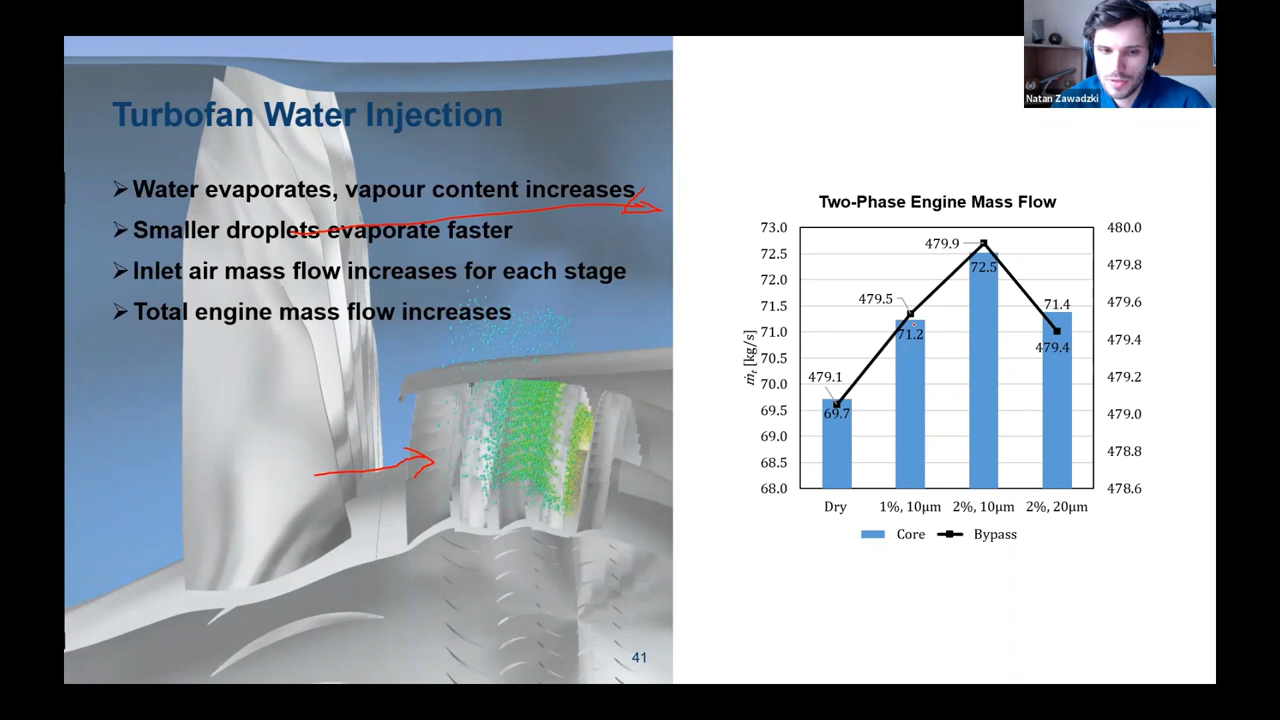 Natan Zawadzki
Turbofan Water Injection
➢ Water evaporates, vapour content increases
➢ Smaller droplets evaporate faster
➢ Inlet air mass flow increases for each stage
➢ Total engine mass flow increases
41
Two-Phase Engine Mass Flow
ṁₜ [kg/s]
73.0
72.5
72.0
71.5
71.0
70.5
70.0
69.5
69.0
68.5
68.0
480.0
479.8
479.6
479.4
479.2
479.0
478.8
478.6
479.1
69.7
479.5
71.2
479.9
72.5
71.4
479.4
Dry 1%, 10μm 2%, 10μm 2%, 20μm
Core Bypass